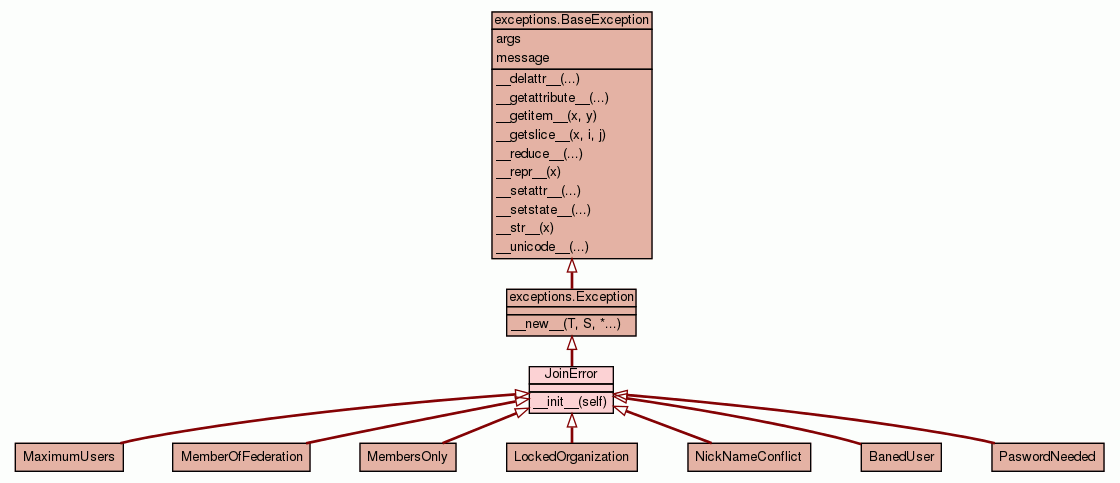 exceptions.BaseException
args
message
__delattr__(...)
__getattribute__(...)
__getitem__(x, y)
__getslice__(x, i, j)
__reduce__(...)
__repr__(x)
__setattr__(...)
__setstate__(...)
__str__(x)
__unicode__(...)
exceptions.Exception
__new__(T, S, *...)
JoinError
__init__(self)
MaximumUsers
MemberOfFederation
MembersOnly
LockedOrganization
NickNameConflict
BanedUser
PaswordNeeded